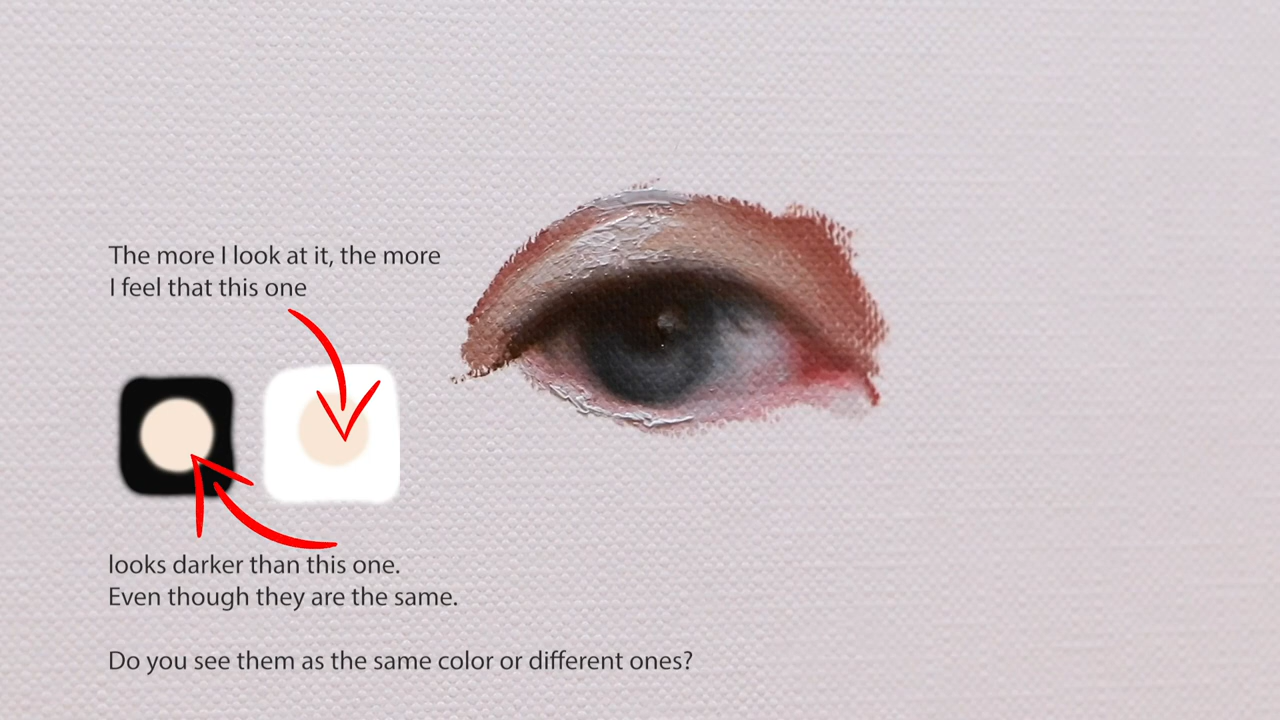 The more I look at it, the more
I feel that this one
looks darker than this one.
Even though they are the same.
Do you see them as the same color or different ones?